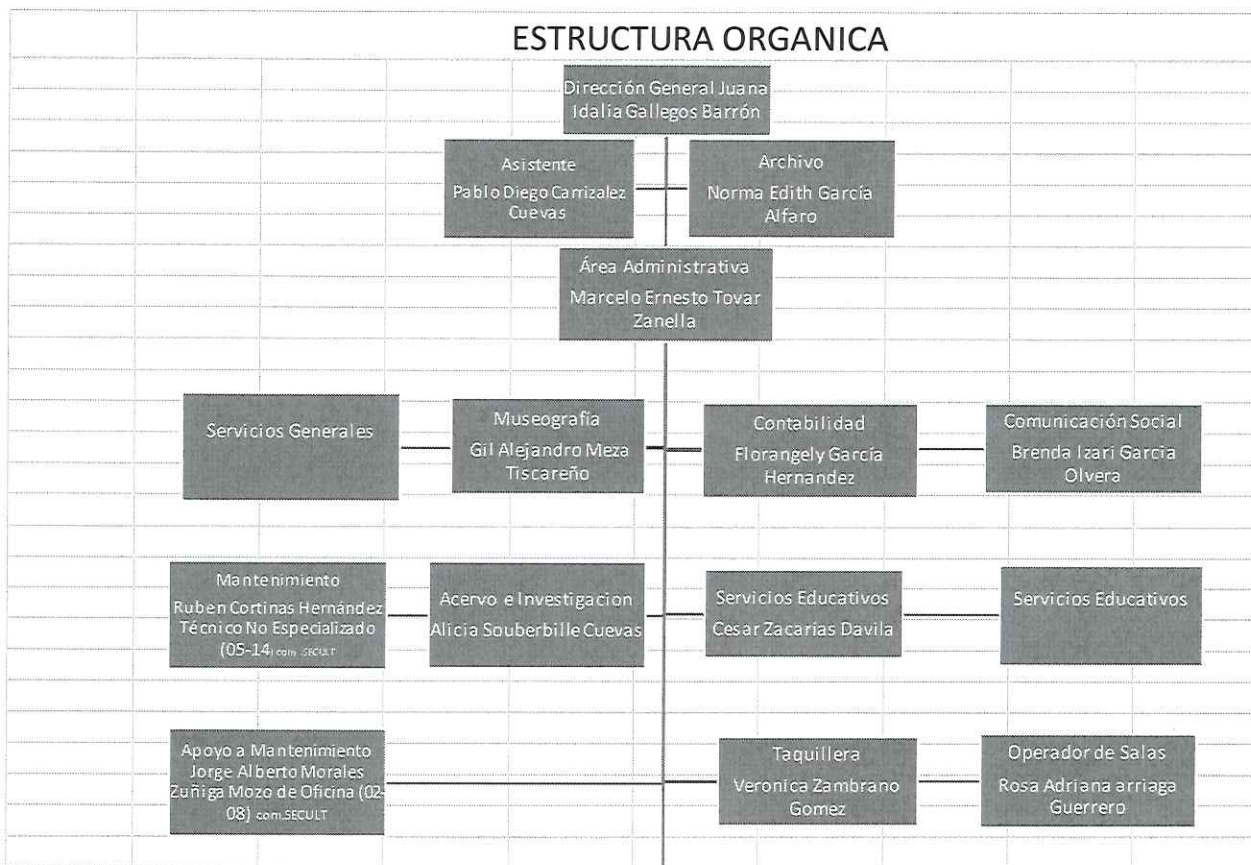 ESTRUCTURA ORGANICA
Dirección General Juana
Idalia Gallegos Barrón
Asistente
Pablo Diego Carrizalez
Cuevas
Archivo
Norma Edith García
Alfaro
Área Administrativa
Marcelo Ernesto Tovar
Zanella
Servicios Generales
Museografía
Gil Alejandro Meza
Tiscareño
Contabilidad
Florangely García
Hernandez
Comunicación Social
Brenda Izari Garcia
Olvera
Mantenimiento
Ruben Cortinas Hernández
Técnico No Especializado
(05-14) com .SECULT
Acervo e Investigacion
Alicia Souberbille Cuevas
Servicios Educativos
Cesar Zacarías Davila
Servicios Educativos
Apoyo a Mantenimiento
Jorge Alberto Morales
Zuñiga Mozo de Oficina (02-
08) com.SECULT
Taquillera
Veronica Zambrano
Gomez
Operador de Salas
Rosa Adriana arriaga
Guerrero